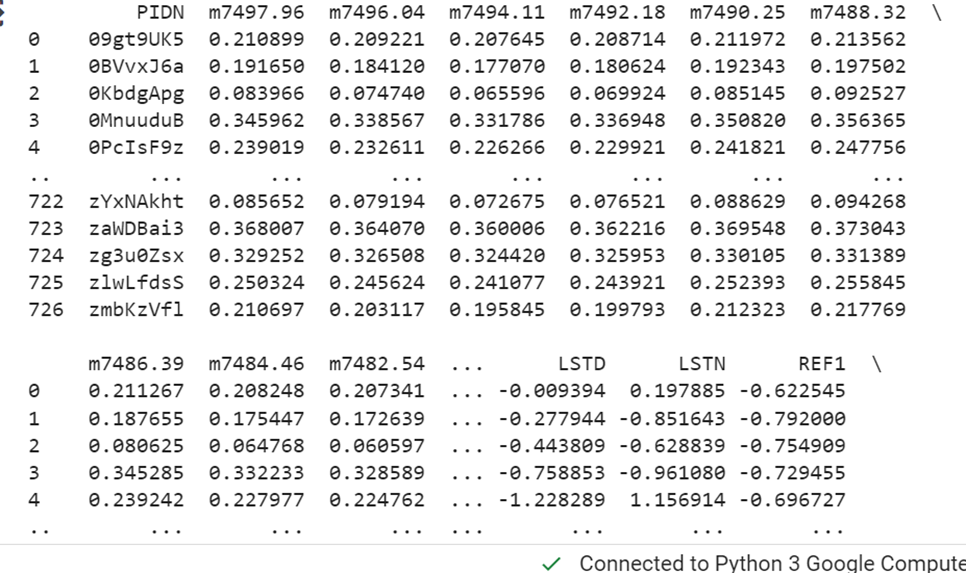 PIDN m7497.96 m7496.04 m7494.11 m7492.18 m7490.25 m7488.32 \
0 09gt9UK5 0.210899 0.209221 0.207645 0.208714 0.211972 0.213562
1 0BVvxJ6a 0.191650 0.184120 0.177070 0.180624 0.192343 0.197502
2 0KbdgApg 0.083966 0.074740 0.065596 0.069924 0.085145 0.092527
3 0MnuuduB 0.345962 0.338567 0.331786 0.336948 0.350820 0.356365
4 0PcIsF9z 0.239019 0.232611 0.226266 0.229921 0.241821 0.247756
.. ... ... ... ... ... ... ...
722 zYxNAkht 0.085652 0.079194 0.072675 0.076521 0.088629 0.094268
723 zaWDBai3 0.368007 0.364070 0.360006 0.362216 0.369548 0.373043
724 zg3u0Zsx 0.329252 0.326508 0.324420 0.325953 0.330105 0.331389
725 zlwLfdsS 0.250324 0.245624 0.241077 0.243921 0.252393 0.255845
726 zmbKzVfl 0.210697 0.203117 0.195845 0.199793 0.212323 0.217769
m7486.39 m7484.46 m7482.54 ... LSTD LSTN REF1 \
0 0.211267 0.208248 0.207341 ... -0.009394 0.197885 -0.622545
1 0.187655 0.175447 0.172639 ... -0.277944 -0.851643 -0.792000
2 0.080625 0.064768 0.060597 ... -0.443809 -0.628839 -0.754909
3 0.345285 0.332233 0.328589 ... -0.758853 -0.961080 -0.729455
4 0.239242 0.227977 0.224762 ... -1.228289 1.156914 -0.696727
.. ... ... ... ... ... ... ...
Connected to Python 3 Google Compute